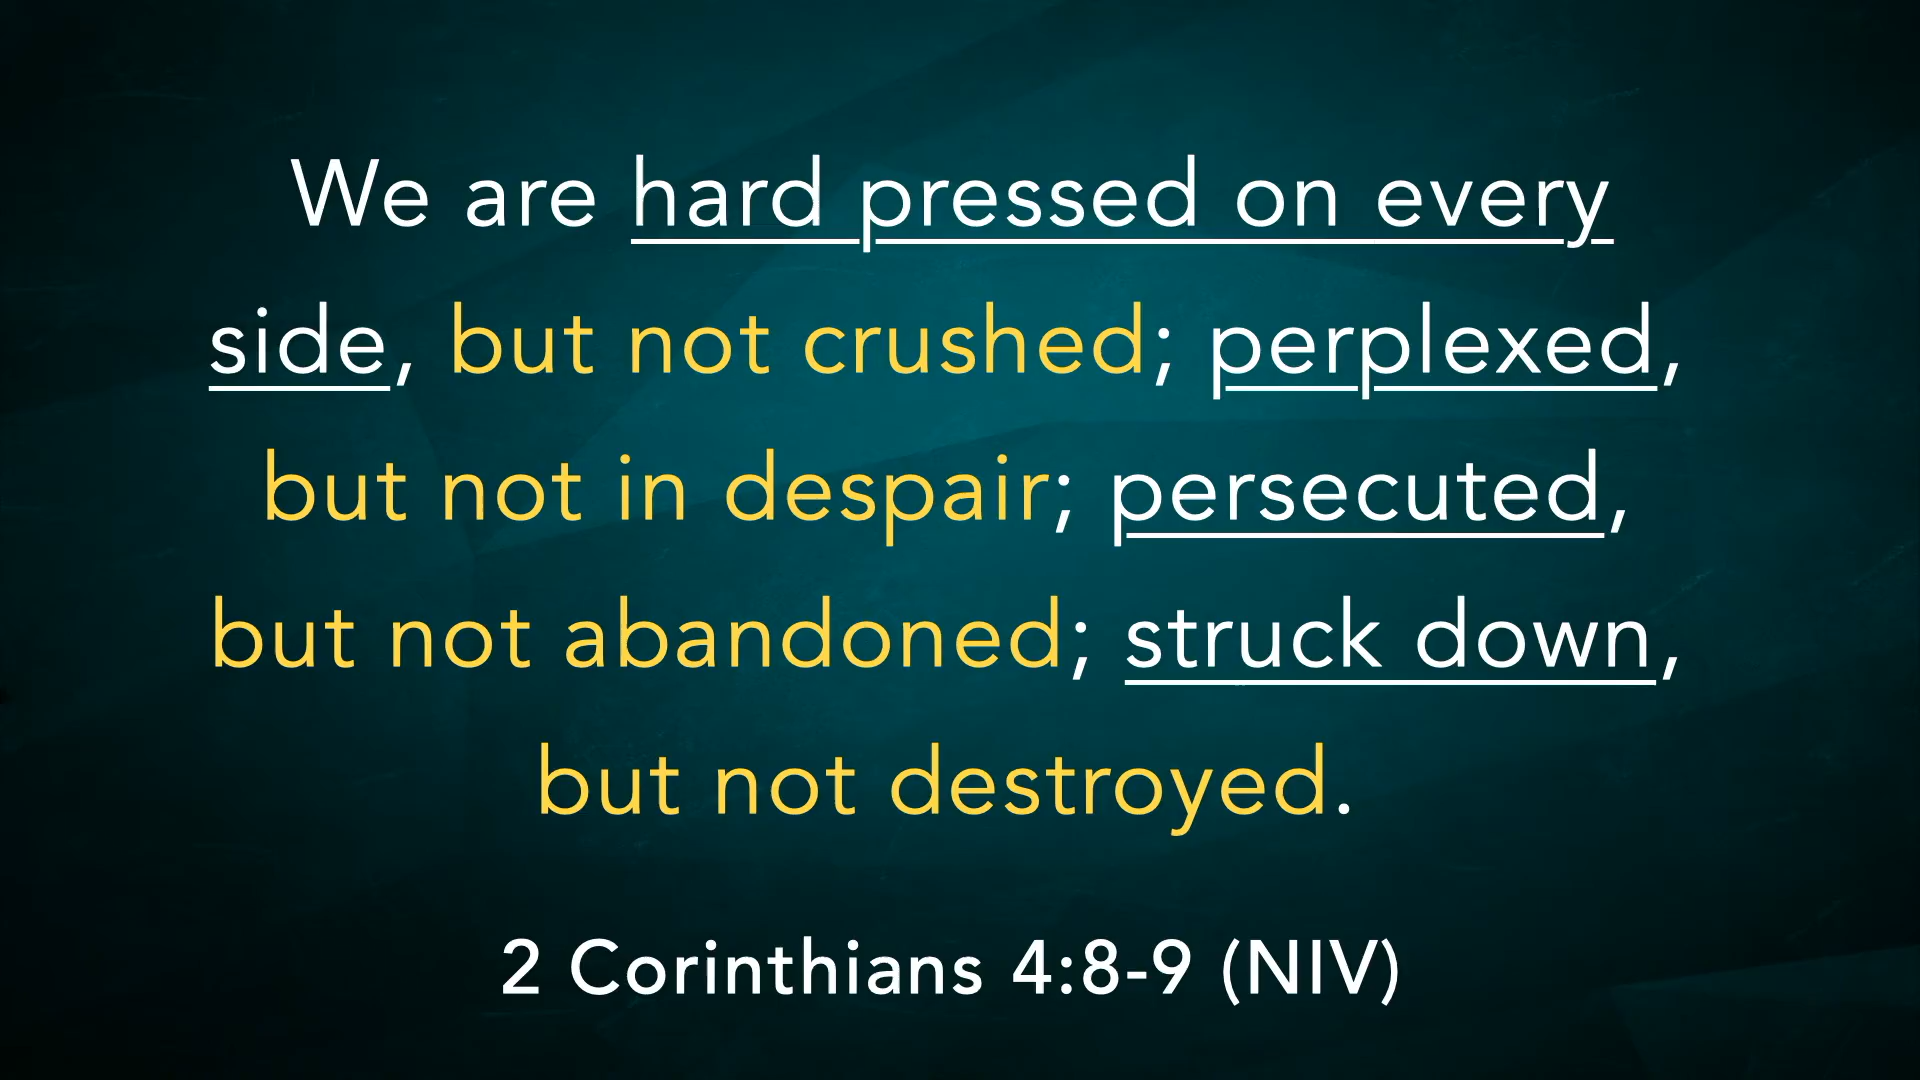 We are hard pressed on every
side, but not crushed; perplexed,
but not in despair; persecuted,
but not abandoned; struck down,
but not destroyed.
2 Corinthians 4:8-9 (NIV)